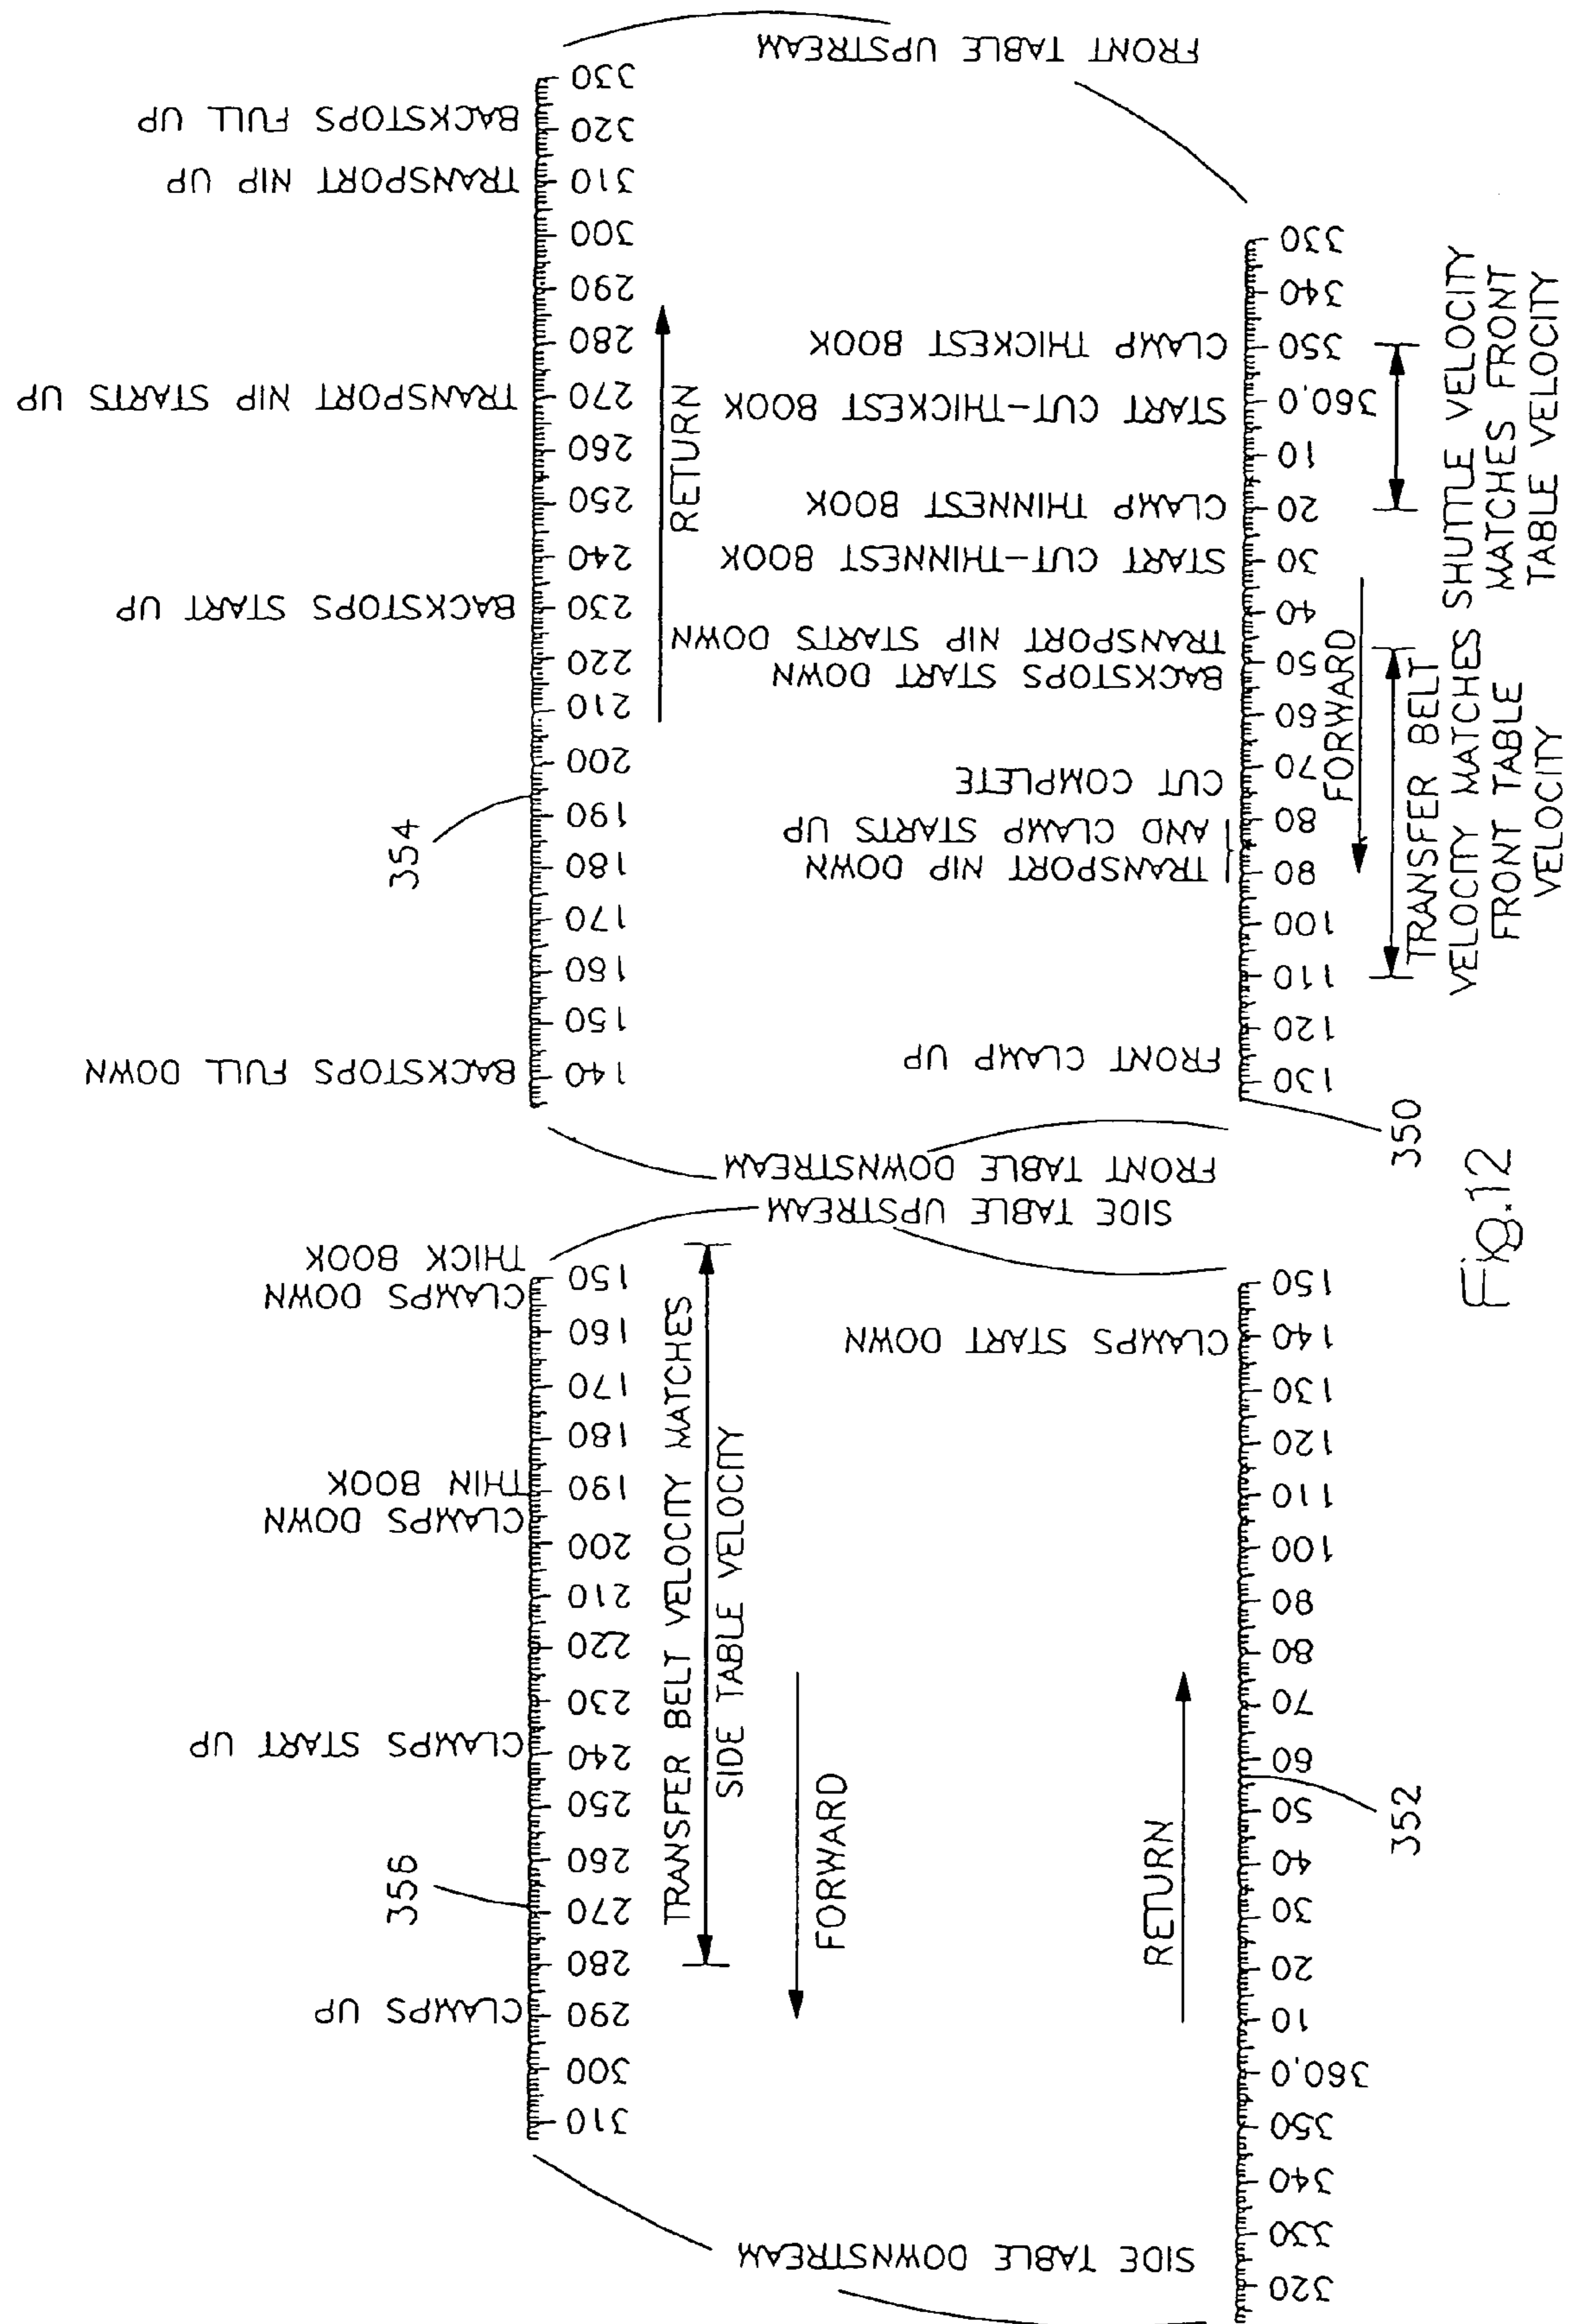 FRONT TABLE UPSTREAM
330
320
310
300
290
280
270
260
250
240
230
220
210
200
190
180
170
160
150
140
BACKSTOPS FULL UP
TRANSPORT NIP UP
TRANSPORT NIP STARTS UP
BACKSTOPS START UP
BACKSTOPS FULL DOWN
RETURN
354
330
340
350
360,0
10
20
30
40
50
60
70
80
90
100
110
120
130
CLAMP THICKEST BOOK
START CUT-THICKEST BOOK
CLAMP THINNEST BOOK
START CUT-THINNEST BOOK
TRANSPORT NIP STARTS DOWN
BACKSTOPS START DOWN
CUT COMPLETE
TRANSPORT NIP DOWN
AND CLAMP STARTS UP
FRONT CLAMP UP
FORWARD
SHUTTLE VELOCITY
MATCHES FRONT
TABLE VELOCITY
TRANSFER BELT
VELOCITY MATCHES
FRONT TABLE
VELOCITY
350
FRONT TABLE DOWNSTREAM
SIDE TABLE UPSTREAM
Fig.12
150
160
170
180
190
200
210
220
230
240
250
260
270
280
290
300
310
CLAMPS DOWN
THICK BOOK
CLAMPS DOWN
THIN BOOK
CLAMPS START UP
CLAMPS UP
TRANSFER BELT VELOCITY MATCHES
SIDE TABLE VELOCITY
FORWARD
356
150
140
130
120
110
100
90
80
70
60
50
40
30
20
10
360,0
350
340
330
320
CLAMPS START DOWN
RETURN
352
SIDE TABLE DOWNSTREAM